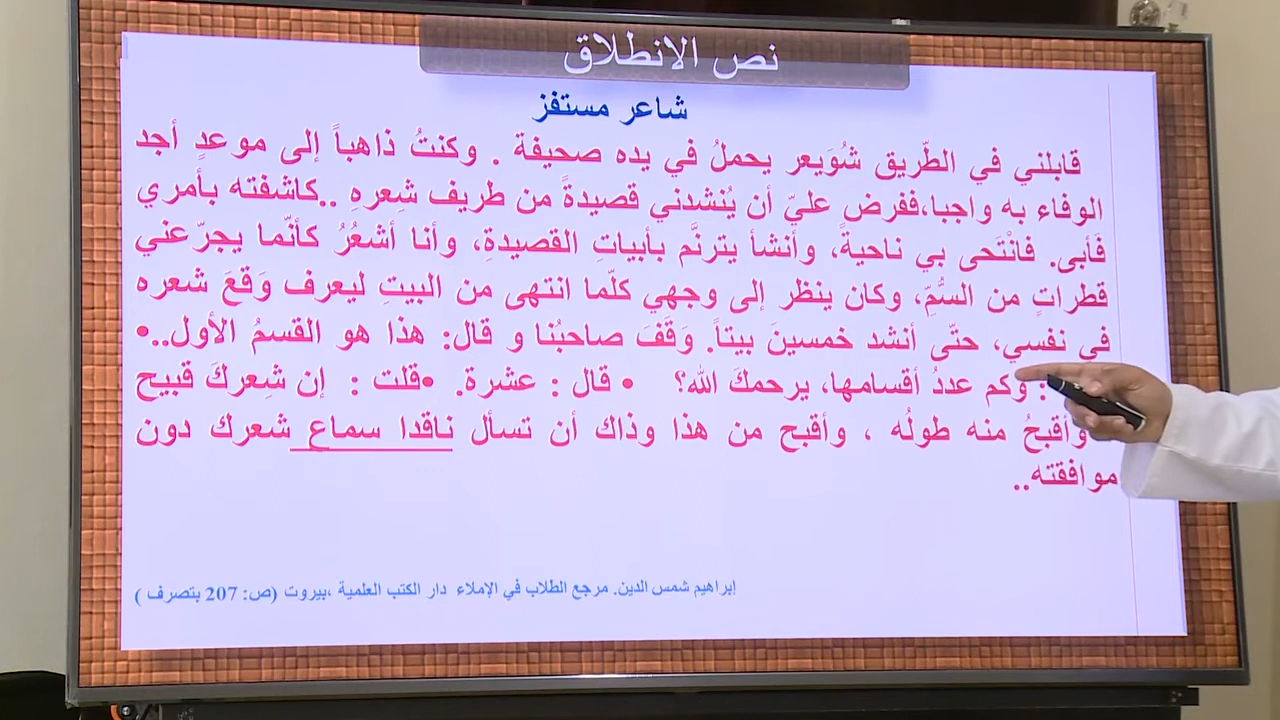 نص الانطلاق
شاعر مستفز
قابلني في الطّريق شُوَيعر يحملُ في يده صحيفة . وكنتُ ذاهباً إلى موعدٍ أجد
الوفاء به واجبا،ففرض عليّ أن يُنشدني قصيدةً من طريف شِعرهِ ..كاشفته بأمري
فَأبى. فانْتَحى بي ناحيةً، وأنشأ يترنَّم بأبياتِ القصيدةِ، وأنا أشعُرُ كأنّما يجرّعني
قطراتٍ من السُّمِّ، وكان ينظر إلى وجهي كلّما انتهى من البيتِ ليعرف وَقعَ شعره
في نفسي، حتّى أنشد خمسينَ بيتاً. وَقَفَ صاحبُنا و قال: هذا هو القسمُ الأول..•
: وكم عددُ أقسامها، يرحمكَ الله؟ • قال : عشرة. •قلت : إن شِعركَ قبيح
وأقبحُ منه طولُه ، وأقبح من هذا وذاك أن تسأل ناقدا سماع شعرك دون
موافقته..
إبراهيم شمس الدين. مرجع الطلاب في الإملاء دار الكتب العلمية ،بيروت (ص: 207 بتصرف )